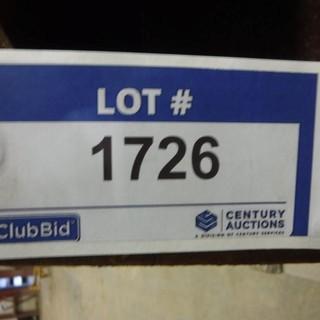 LOT #
1726
ClubBid
CENTURY
AUCTIONS
A DIVISION OF CENTURY SERVICES